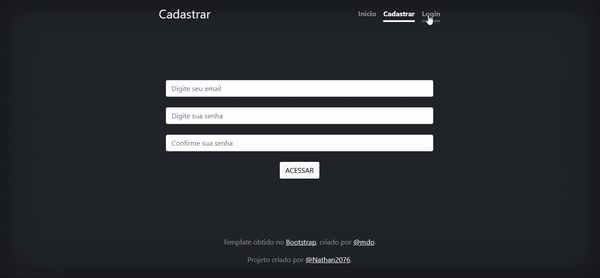 Cadastrar
Início Cadastrar Login
Digite seu email
Digite sua senha
Confirme sua senha
ACESSAR
Template obtido no Bootstrap, criado por @mdo.
Projeto criado por @Nathan2076.